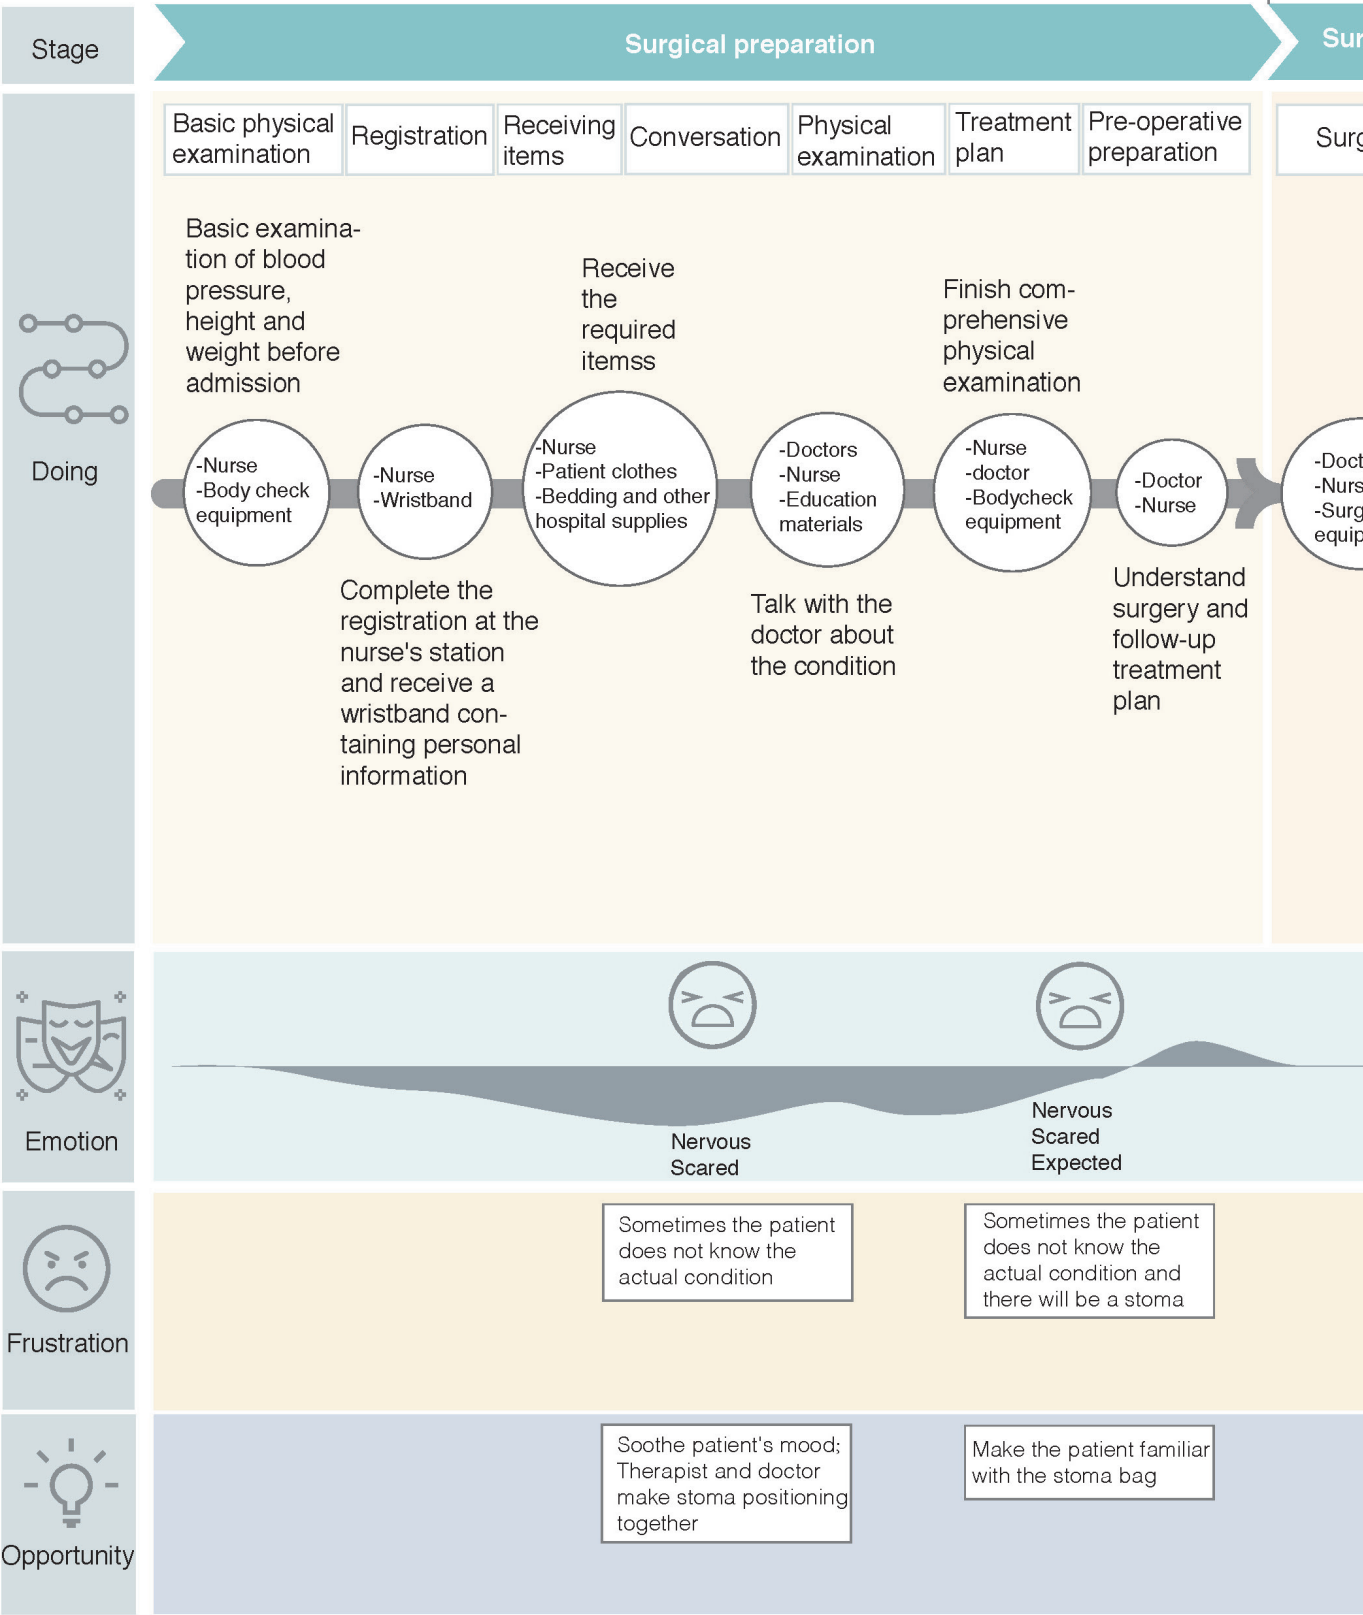 Stage
Surgical preparation
Sur
Basic physical
examination
Registration
Receiving
items
Conversation
Physical
examination
Treatment
plan
Pre-operative
preparation
Surg
Doing
Basic examina-
tion of blood
pressure,
height and
weight before
admission
Receive
the
required
itemss
Finish com-
prehensive
physical
examination
-Nurse
-Body check
equipment
-Nurse
-Wristband
-Nurse
-Patient clothes
-Bedding and other
hospital supplies
-Doctors
-Nurse
-Education
materials
-Nurse
-doctor
-Bodycheck
equipment
-Doctor
-Nurse
-Doct
-Nurs
-Surg
equip
Complete the
registration at the
nurse's station
and receive a
wristband con-
taining personal
information
Talk with the
doctor about
the condition
Understand
surgery and
follow-up
treatment
plan
Emotion
Nervous
Scared
Nervous
Scared
Expected
Frustration
Sometimes the patient
does not know the
actual condition
Sometimes the patient
does not know the
actual condition and
there will be a stoma
Opportunity
Soothe patient's mood;
Therapist and doctor
make stoma positioning
together
Make the patient familiar
with the stoma bag